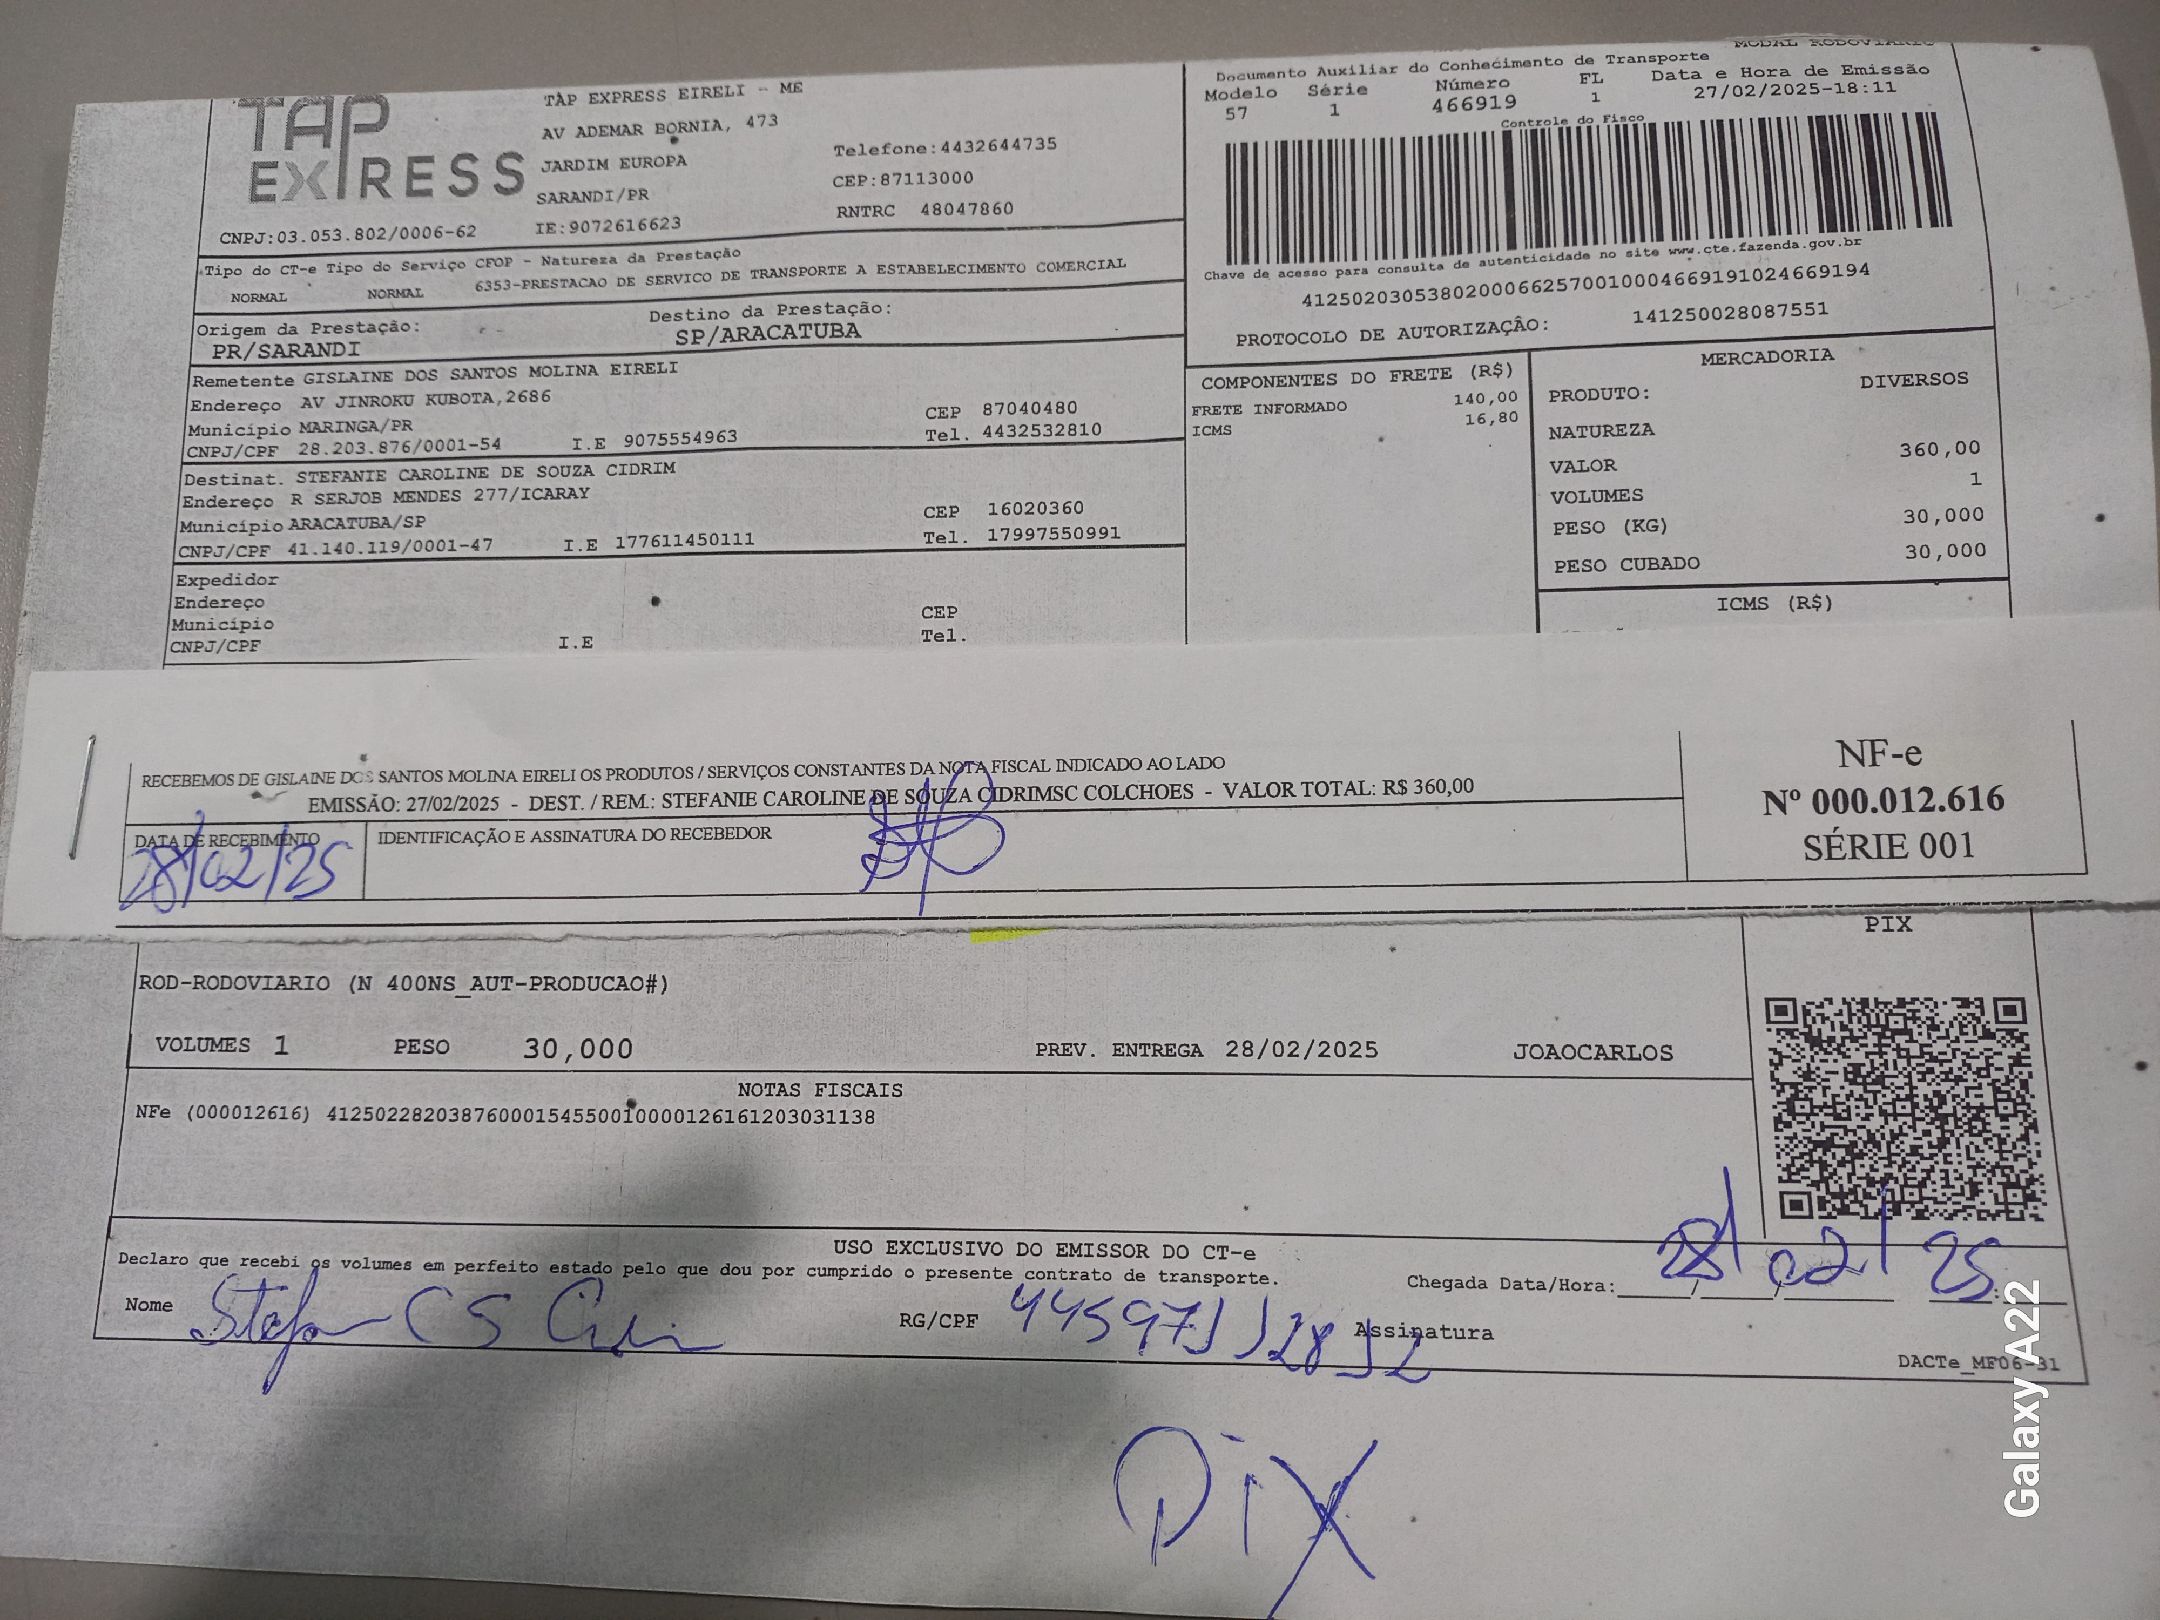 MODAL RODOVIARIO
TAP EXPRESS
TAP EXPRESS EIRELI - ME
AV ADEMAR BORNIA, 473
JARDIM EUROPA
SARANDI/PR
IE:9072616623
Telefone:4432644735
CEP:87113000
RNTRC 48047860
CNPJ:03.053.802/0006-62
Documento Auxiliar do Conhecimento de Transporte
Modelo Série Número FL Data e Hora de Emissão
57 1 466919 1 27/02/2025-18:11
Controle do Fisco
Chave de acesso para consulta de autenticidade no site www.cte.fazenda.gov.br
41250203053802000662570010004669191024669194
PROTOCOLO DE AUTORIZAÇÃO: 141250028087551
Tipo do CT-e Tipo do Serviço CFOP - Natureza da Prestação
NORMAL NORMAL 6353-PRESTACAO DE SERVICO DE TRANSPORTE A ESTABELECIMENTO COMERCIAL
Origem da Prestação: Destino da Prestação:
PR/SARANDI SP/ARACATUBA
Remetente GISLAINE DOS SANTOS MOLINA EIRELI
Endereço AV JINROKU KUBOTA,2686 CEP 87040480
Município MARINGA/PR Tel. 4432532810
CNPJ/CPF 28.203.876/0001-54 I.E 9075554963
Destinat. STEFANIE CAROLINE DE SOUZA CIDRIM
Endereço R SERJOB MENDES 277/ICARAY CEP 16020360
Município ARACATUBA/SP Tel. 17997550991
CNPJ/CPF 41.140.119/0001-47 I.E 177611450111
Expedidor
Endereço CEP
Município Tel.
CNPJ/CPF I.E
COMPONENTES DO FRETE (R$)
FRETE INFORMADO 140,00
ICMS 16,80
MERCADORIA
PRODUTO: DIVERSOS
NATUREZA
VALOR 360,00
VOLUMES 1
PESO (KG) 30,000
PESO CUBADO 30,000
ICMS (R$)
RECEBEMOS DE GISLAINE DOS SANTOS MOLINA EIRELI OS PRODUTOS / SERVIÇOS CONSTANTES DA NOTA FISCAL INDICADO AO LADO
EMISSÃO: 27/02/2025 - DEST. / REM.: STEFANIE CAROLINE DE SOUZA CIDRIMSC COLCHOES - VALOR TOTAL: R$ 360,00
DATA DE RECEBIMENTO IDENTIFICAÇÃO E ASSINATURA DO RECEBEDOR
28/02/25
NF-e
Nº 000.012.616
SÉRIE 001
PIX
ROD-RODOVIARIO (N 400NS_AUT-PRODUCAO#)
VOLUMES 1 PESO 30,000 PREV. ENTREGA 28/02/2025 JOAOCARLOS
NOTAS FISCAIS
NFe (000012616) 41250228203876000154550010000126161203031138
USO EXCLUSIVO DO EMISSOR DO CT-e
Declaro que recebi os volumes em perfeito estado pelo que dou por cumprido o presente contrato de transporte.
Chegada Data/Hora: 28/02/25
Nome RG/CPF Assinatura
DACTe_MF06-31
PIX
Galaxy A22